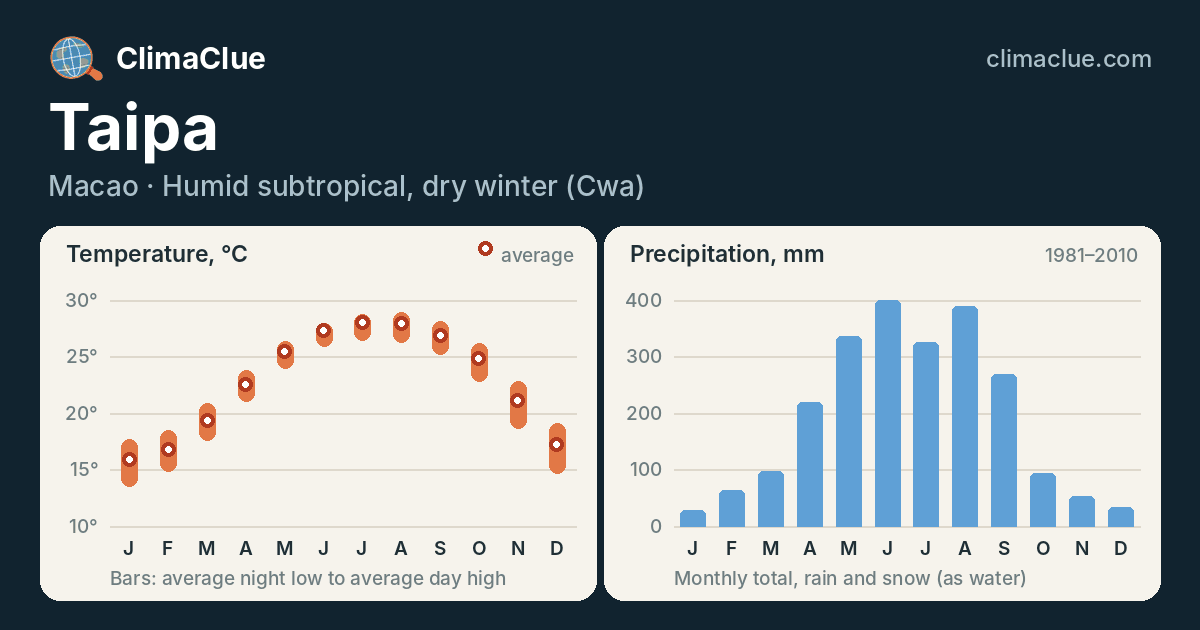 ClimaClue
climaclue.com
Taipa
Macao · Humid subtropical, dry winter (Cwa)
Temperature, °C
average
30°
25°
20°
15°
10°
J F M A M J J A S O N D
Bars: average night low to average day high
Precipitation, mm
1981–2010
400
300
200
100
0
J F M A M J J A S O N D
Monthly total, rain and snow (as water)